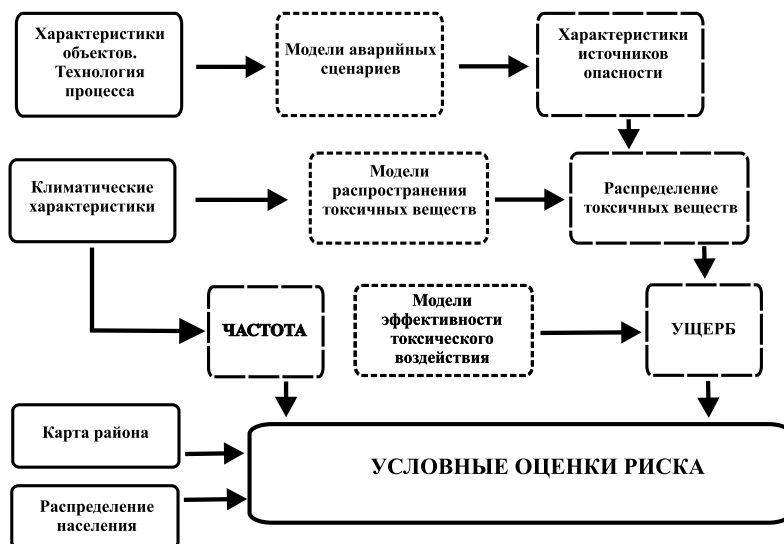 Характеристики
объектов.
Технология
процесса
Модели аварийных
сценариев
Характеристики
источников
опасности
Климатические
характеристики
Модели
распространения
токсичных веществ
Распределение
токсичных веществ
ЧАСТОТА
Модели
эффективности
токсического
воздействия
УЩЕРБ
Карта района
Распределение
населения
УСЛОВНЫЕ ОЦЕНКИ РИСКА